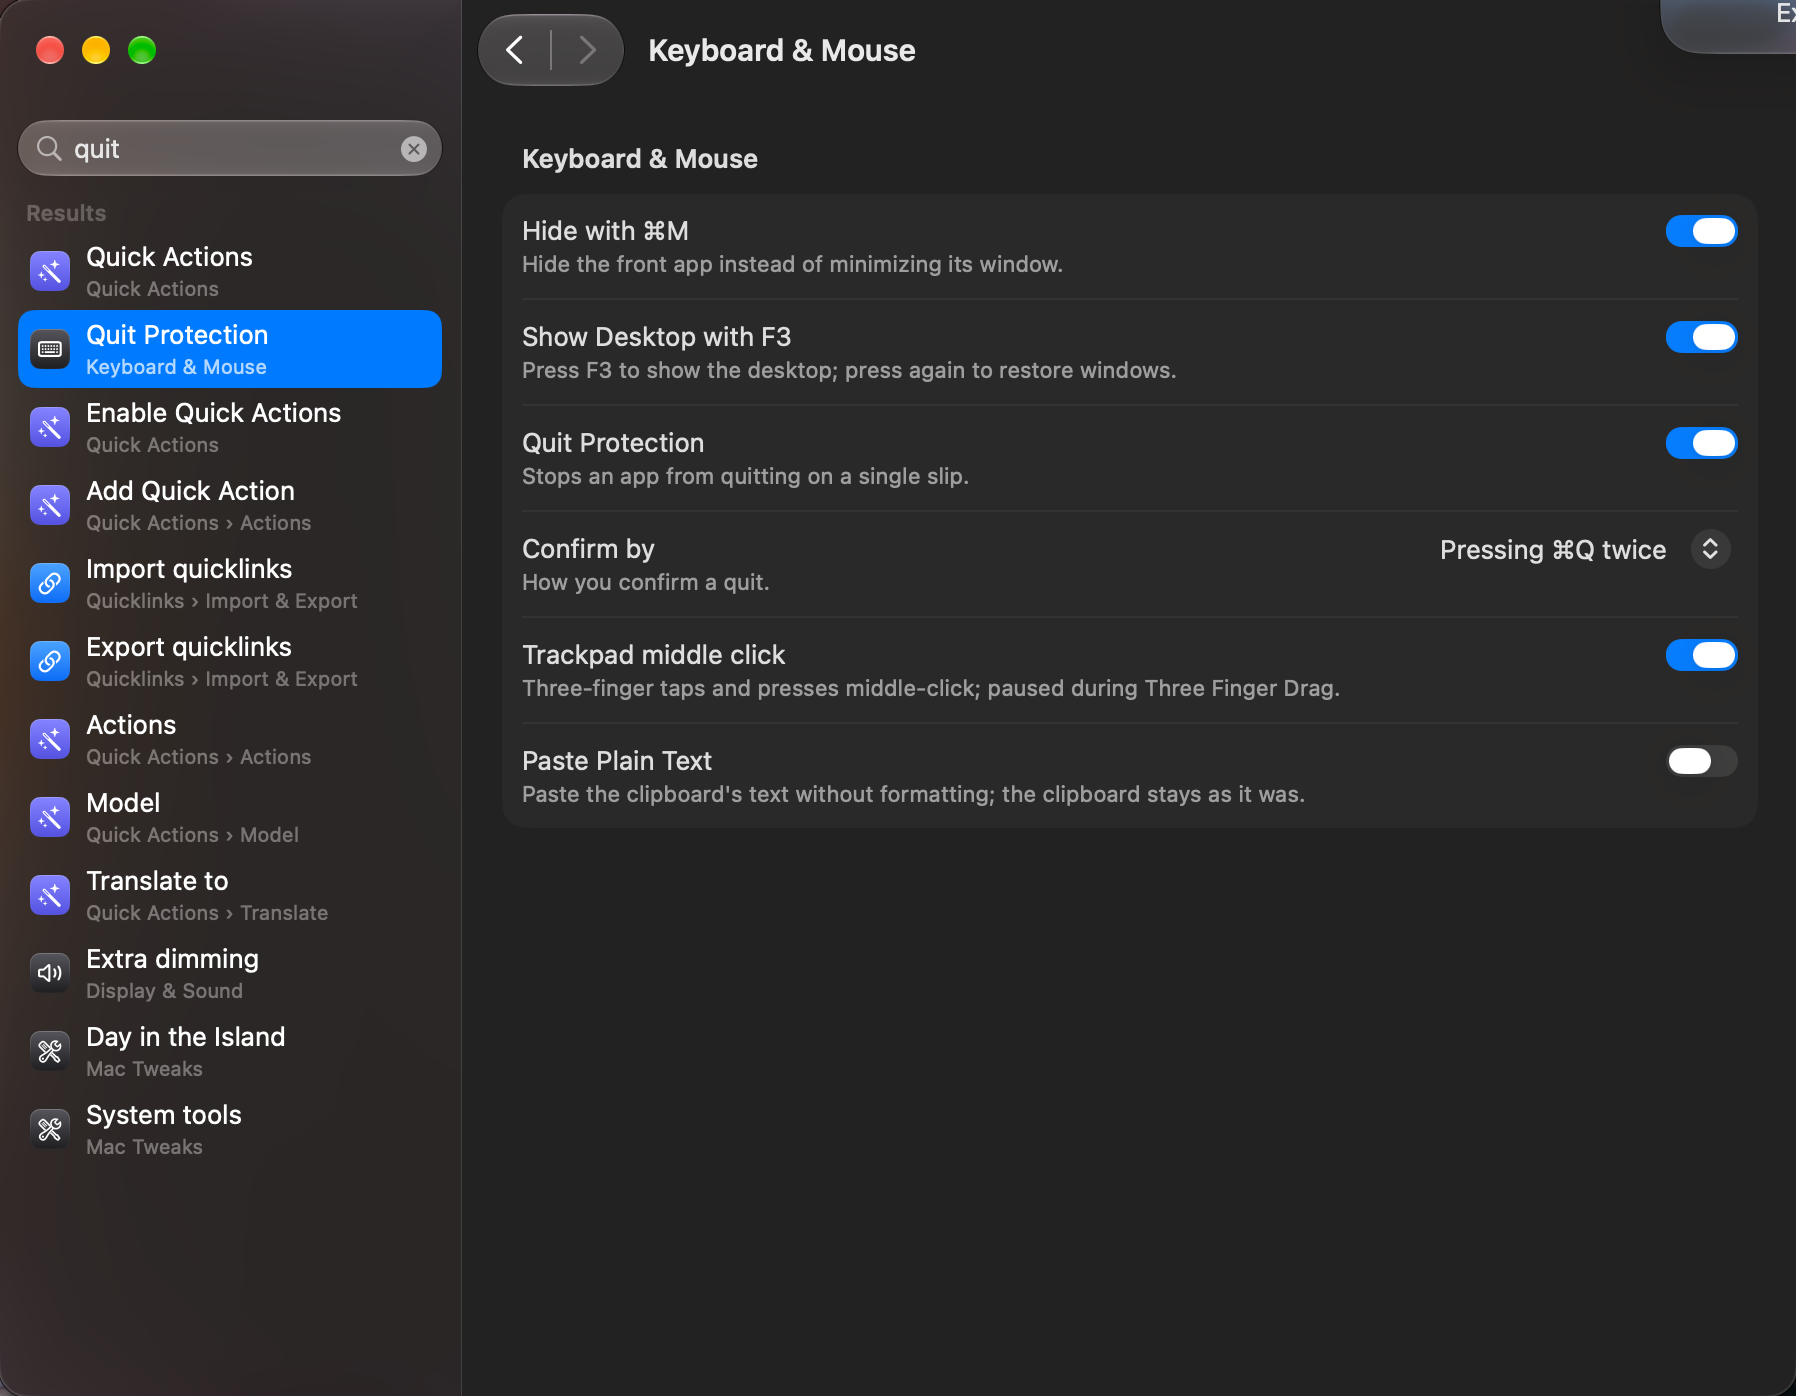 Keyboard & Mouse
quit
Results
Quick Actions
Quick Actions
Quit Protection
Keyboard & Mouse
Enable Quick Actions
Quick Actions
Add Quick Action
Quick Actions › Actions
Import quicklinks
Quicklinks › Import & Export
Export quicklinks
Quicklinks › Import & Export
Actions
Quick Actions › Actions
Model
Quick Actions › Model
Translate to
Quick Actions › Translate
Extra dimming
Display & Sound
Day in the Island
Mac Tweaks
System tools
Mac Tweaks
Keyboard & Mouse
Hide with ⌘M
Hide the front app instead of minimizing its window.
Show Desktop with F3
Press F3 to show the desktop; press again to restore windows.
Quit Protection
Stops an app from quitting on a single slip.
Confirm by
Pressing ⌘Q twice
How you confirm a quit.
Trackpad middle click
Three-finger taps and presses middle-click; paused during Three Finger Drag.
Paste Plain Text
Paste the clipboard's text without formatting; the clipboard stays as it was.